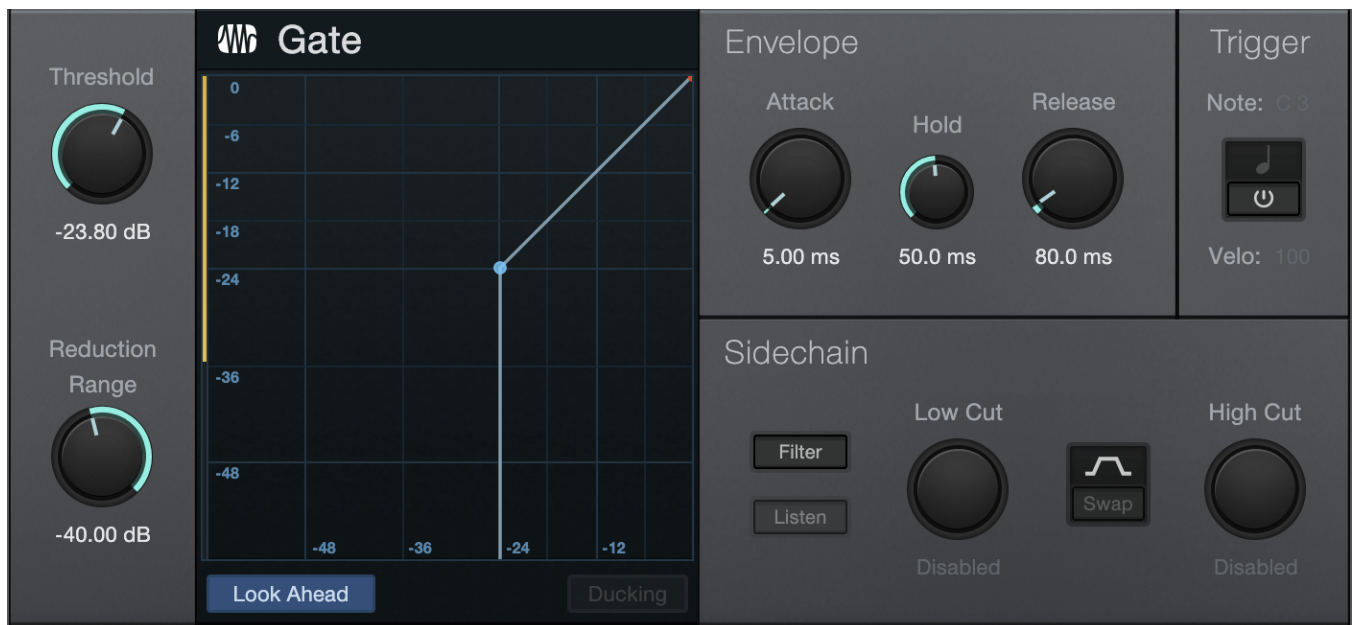 Threshold
-23.80 dB
Reduction
Range
-40.00 dB
Gate
0
-6
-12
-18
-24
-36
-48
-48
-36
-24
-12
Look Ahead
Ducking
Envelope
Attack
5.00 ms
Hold
50.0 ms
Release
80.0 ms
Trigger
Note: C 3
Velo: 100
Sidechain
Filter
Listen
Low Cut
Disabled
Swap
High Cut
Disabled